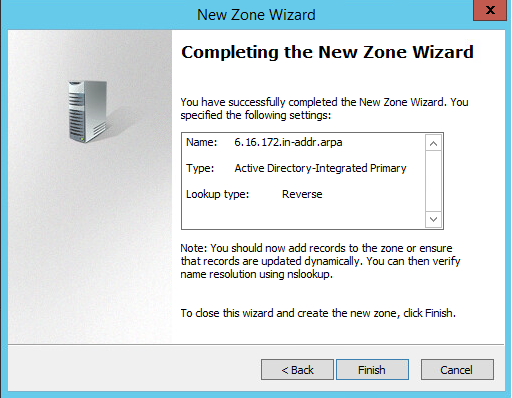 New Zone Wizard
x
Completing the New Zone Wizard
You have successfully completed the New Zone Wizard. You
specified the following settings:
Name: 6.16.172.in-addr.arpa
Type: Active Directory-Integrated Primary
Lookup type: Reverse
Note: You should now add records to the zone or ensure
that records are updated dynamically. You can then verify
name resolution using nslookup.
To close this wizard and create the new zone, click Finish.
< Back Finish Cancel